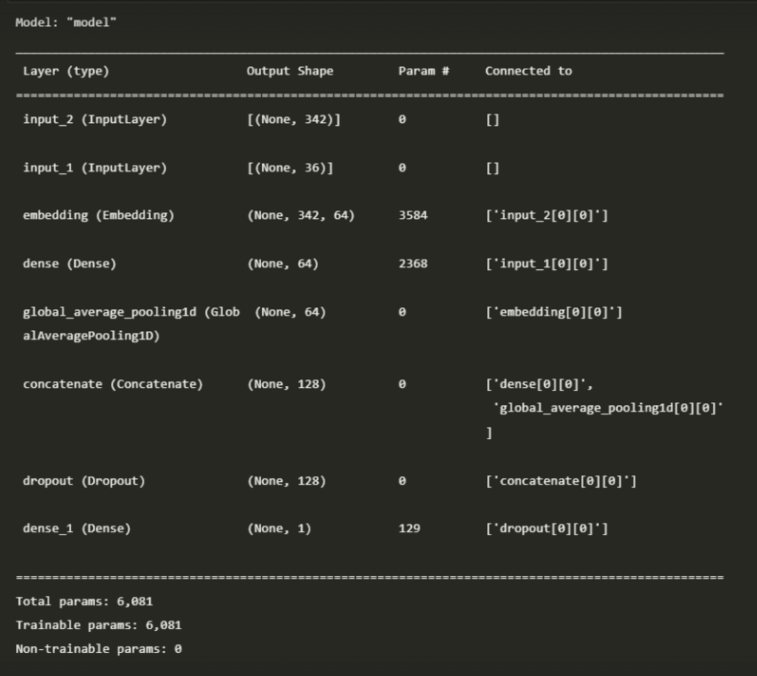 Model: "model"
Layer (type) Output Shape Param # Connected to
input_2 (InputLayer) [(None, 342)] 0 []
input_1 (InputLayer) [(None, 36)] 0 []
embedding (Embedding) (None, 342, 64) 3584 ['input_2[0][0]']
dense (Dense) (None, 64) 2368 ['input_1[0][0]']
global_average_pooling1d (Glob (None, 64) 0 ['embedding[0][0]']
alAveragePooling1D)
concatenate (Concatenate) (None, 128) 0 ['dense[0][0]',
'global_average_pooling1d[0][0]'
]
dropout (Dropout) (None, 128) 0 ['concatenate[0][0]']
dense_1 (Dense) (None, 1) 129 ['dropout[0][0]']
Total params: 6,081
Trainable params: 6,081
Non-trainable params: 0